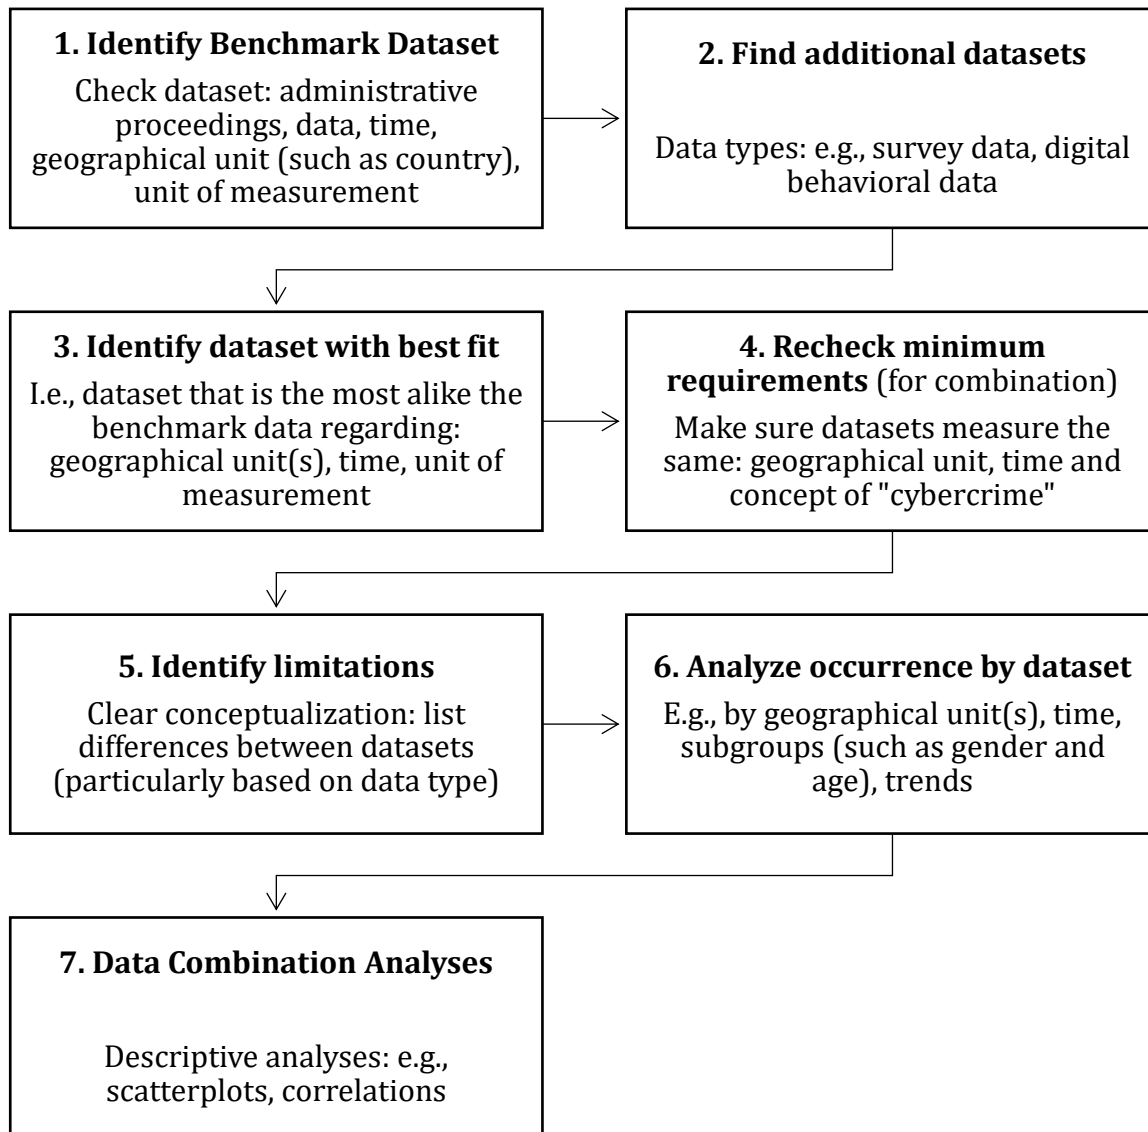 1. Identify Benchmark Dataset
Check dataset: administrative
proceedings, data, time,
geographical unit (such as country),
unit of measurement
2. Find additional datasets
Data types: e.g., survey data, digital
behavioral data
3. Identify dataset with best fit
I.e., dataset that is the most alike the
benchmark data regarding:
geographical unit(s), time, unit of
measurement
4. Recheck minimum
requirements (for combination)
Make sure datasets measure the
same: geographical unit, time and
concept of "cybercrime"
5. Identify limitations
Clear conceptualization: list
differences between datasets
(particularly based on data type)
6. Analyze occurrence by dataset
E.g., by geographical unit(s), time,
subgroups (such as gender and
age), trends
7. Data Combination Analyses
Descriptive analyses: e.g.,
scatterplots, correlations